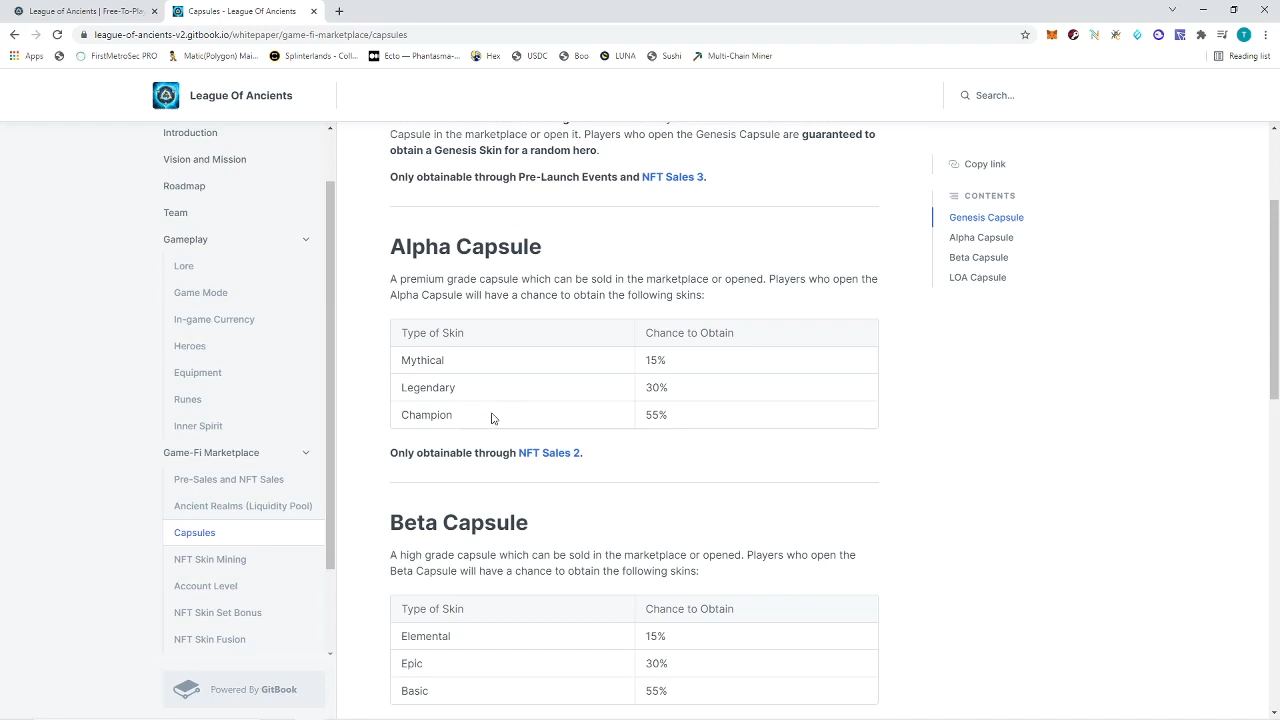 League of Ancients | Free-To-Play
Capsules - League of Ancients
league-of-ancients-v2.gitbook.io/whitepaper/game-fi-marketplace/capsules
Apps
FirstMetroSec PRO
Matic(Polygon) Mai...
Splinterlands - Coll...
Ecto — Phantasma-...
Hex
USDC
Boo
LUNA
Sushi
Multi-Chain Miner
Reading list
League Of Ancients
Search...
Introduction
Vision and Mission
Roadmap
Team
Gameplay
Lore
Game Mode
In-game Currency
Heroes
Equipment
Runes
Inner Spirit
Game-Fi Marketplace
Pre-Sales and NFT Sales
Ancient Realms (Liquidity Pool)
Capsules
NFT Skin Mining
Account Level
NFT Skin Set Bonus
NFT Skin Fusion
Powered By GitBook
Capsule in the marketplace or open it. Players who open the Genesis Capsule are guaranteed to
obtain a Genesis Skin for a random hero.
Only obtainable through Pre-Launch Events and NFT Sales 3.
Alpha Capsule
A premium grade capsule which can be sold in the marketplace or opened. Players who open the
Alpha Capsule will have a chance to obtain the following skins:
Type of Skin Chance to Obtain
Mythical 15%
Legendary 30%
Champion 55%
Only obtainable through NFT Sales 2.
Beta Capsule
A high grade capsule which can be sold in the marketplace or opened. Players who open the
Beta Capsule will have a chance to obtain the following skins:
Type of Skin Chance to Obtain
Elemental 15%
Epic 30%
Basic 55%
Copy link
CONTENTS
Genesis Capsule
Alpha Capsule
Beta Capsule
LOA Capsule